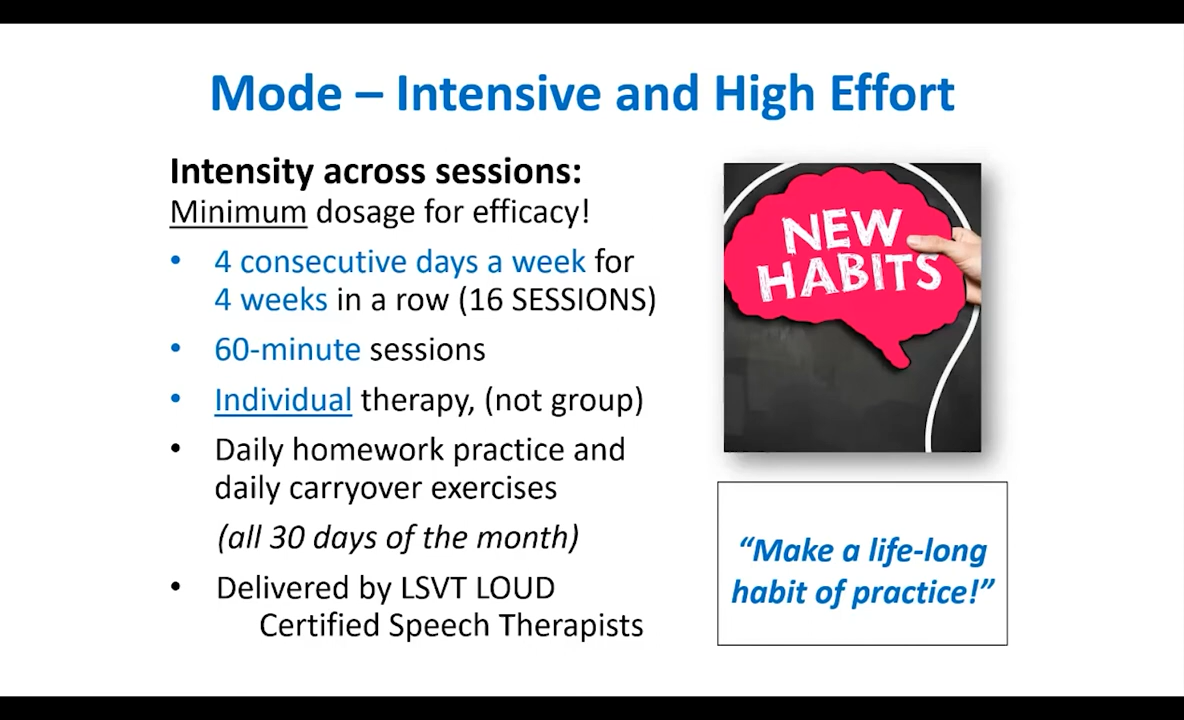 Mode – Intensive and High Effort
Intensity across sessions:
Minimum dosage for efficacy!
• 4 consecutive days a week for
4 weeks in a row (16 SESSIONS)
• 60-minute sessions
• Individual therapy, (not group)
• Daily homework practice and
daily carryover exercises
(all 30 days of the month)
• Delivered by LSVT LOUD
Certified Speech Therapists
NEW
HABITS
“Make a life-long
habit of practice!”